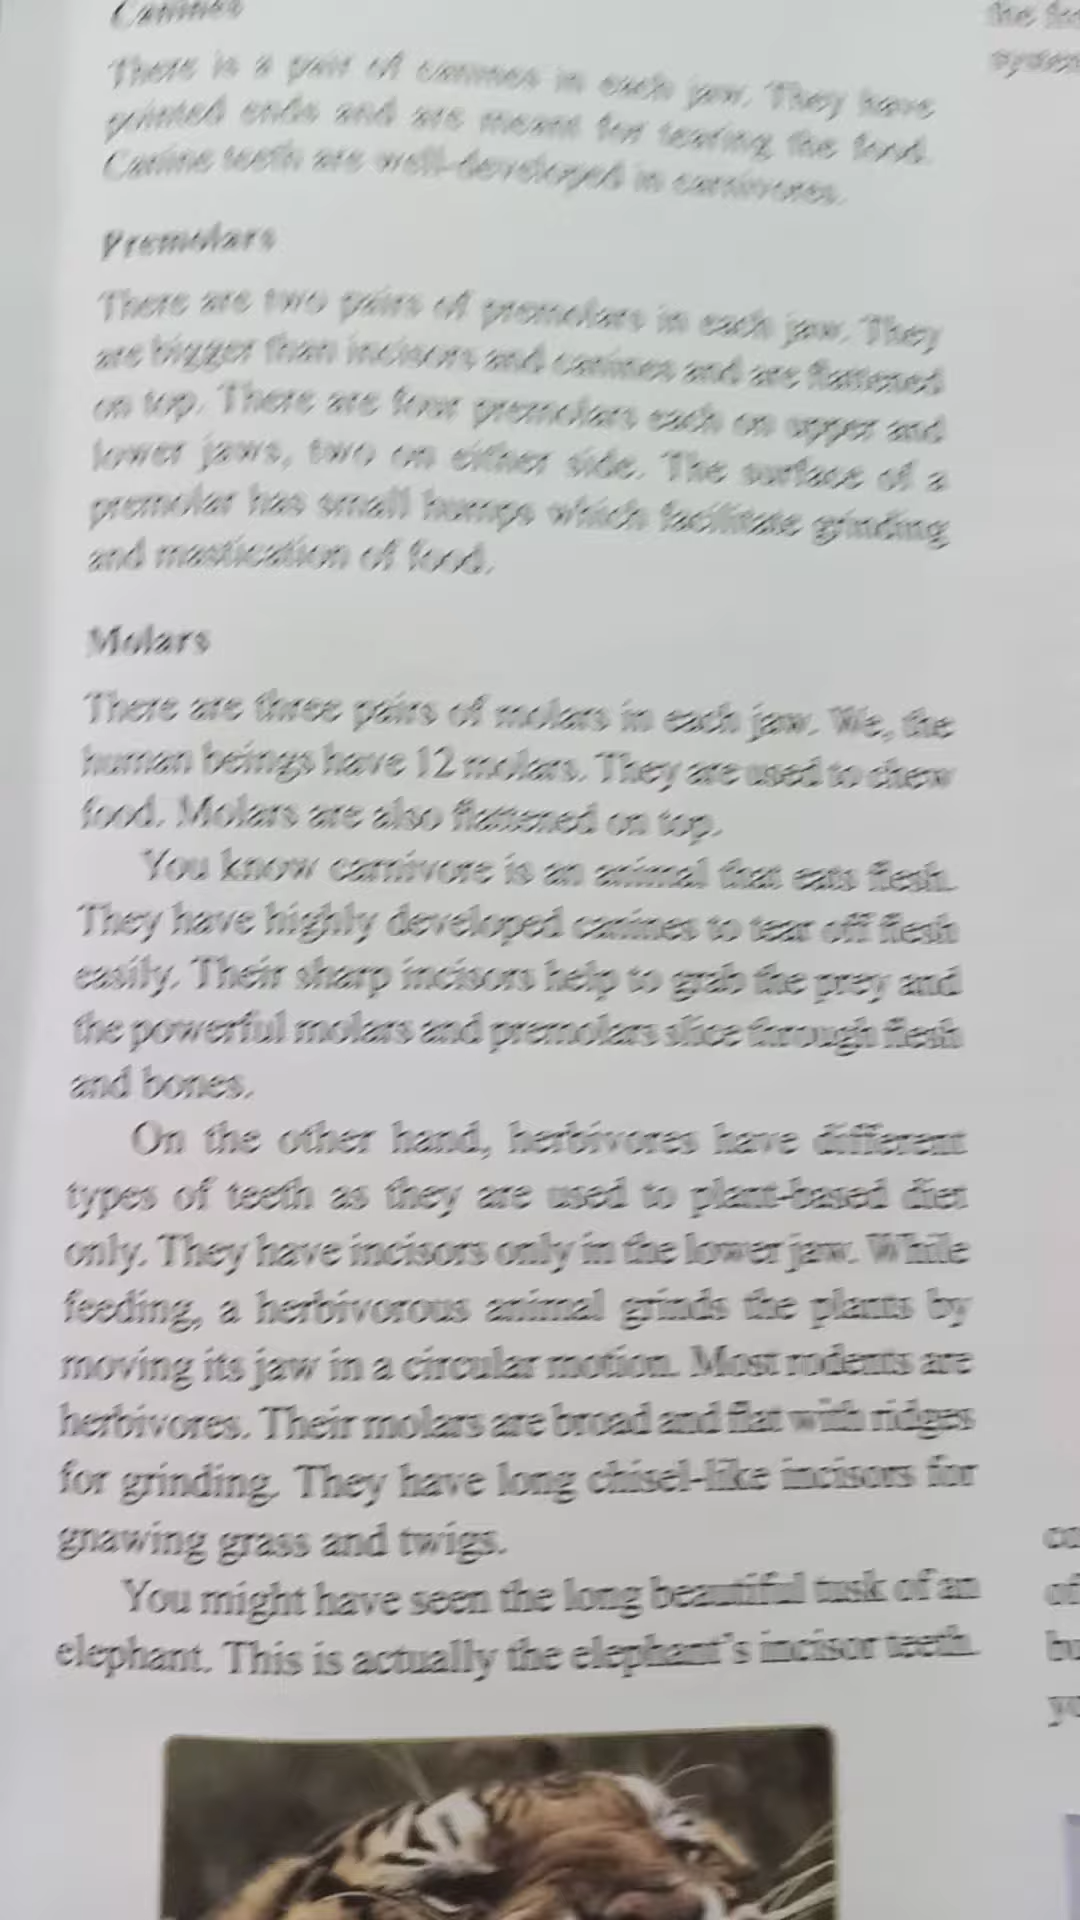 Canines
There is a pair of canines in each jaw. They have
pointed ends and are meant for tearing the food.
Canine teeth are well-developed in carnivores.
Premolars
There are two pairs of premolars in each jaw. They
are bigger than incisors and canines and are flattened
on top. There are four premolars each on upper and
lower jaws, two on either side. The surface of a
premolar has small humps which facilitate grinding
and mastication of food.
Molars
There are three pairs of molars in each jaw. We, the
human beings have 12 molars. They are used to chew
food. Molars are also flattened on top.
You know carnivore is an animal that eats flesh.
They have highly developed canines to tear off flesh
easily. Their sharp incisors help to grab the prey and
the powerful molars and premolars slice through flesh
and bones.
On the other hand, herbivores have different
types of teeth as they are used to plant-based diet
only. They have incisors only in the lower jaw. While
feeding, a herbivorous animal grinds the plants by
moving its jaw in a circular motion. Most rodents are
herbivores. Their molars are broad and flat with ridges
for grinding. They have long chisel-like incisors for
gnawing grass and twigs.
You might have seen the long beautiful tusk of an
elephant. This is actually the elephant's incisor teeth.
the
of